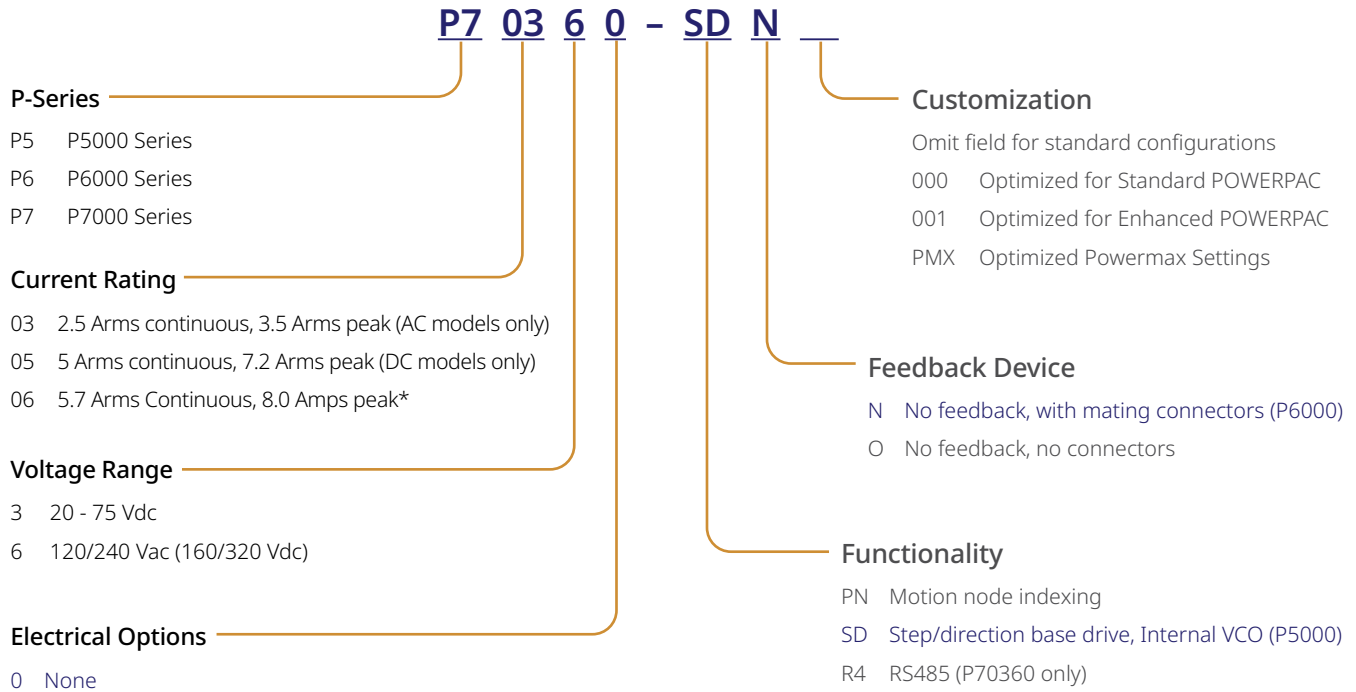 P7 03 6 0 – SD N __
P-Series
P5 P5000 Series
P6 P6000 Series
P7 P7000 Series
Current Rating
03 2.5 Arms continuous, 3.5 Arms peak (AC models only)
05 5 Arms continuous, 7.2 Arms peak (DC models only)
06 5.7 Arms Continuous, 8.0 Amps peak*
Voltage Range
3 20 - 75 Vdc
6 120/240 Vac (160/320 Vdc)
Electrical Options
0 None
Customization
Omit field for standard configurations
000 Optimized for Standard POWERPAC
001 Optimized for Enhanced POWERPAC
PMX Optimized Powermax Settings
Feedback Device
N No feedback, with mating connectors (P6000)
O No feedback, no connectors
Functionality
PN Motion node indexing
SD Step/direction base drive, Internal VCO (P5000)
R4 RS485 (P70360 only)